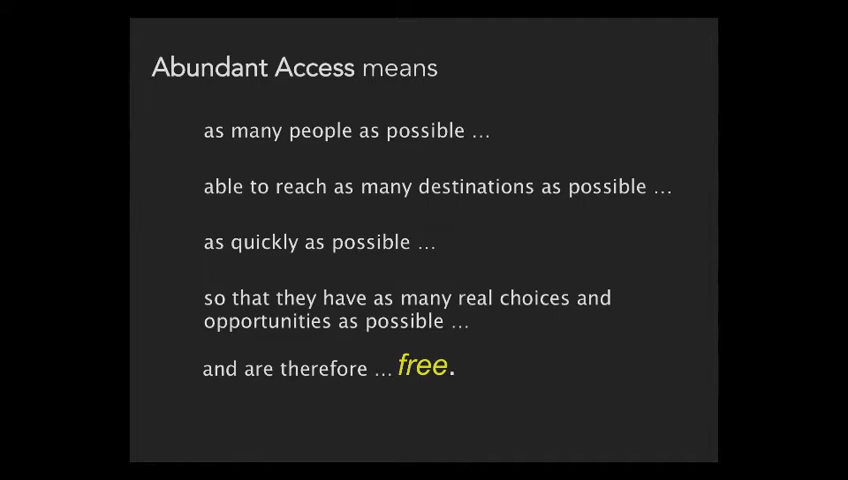 Abundant Access means
as many people as possible …
able to reach as many destinations as possible …
as quickly as possible …
so that they have as many real choices and
opportunities as possible …
and are therefore … free.